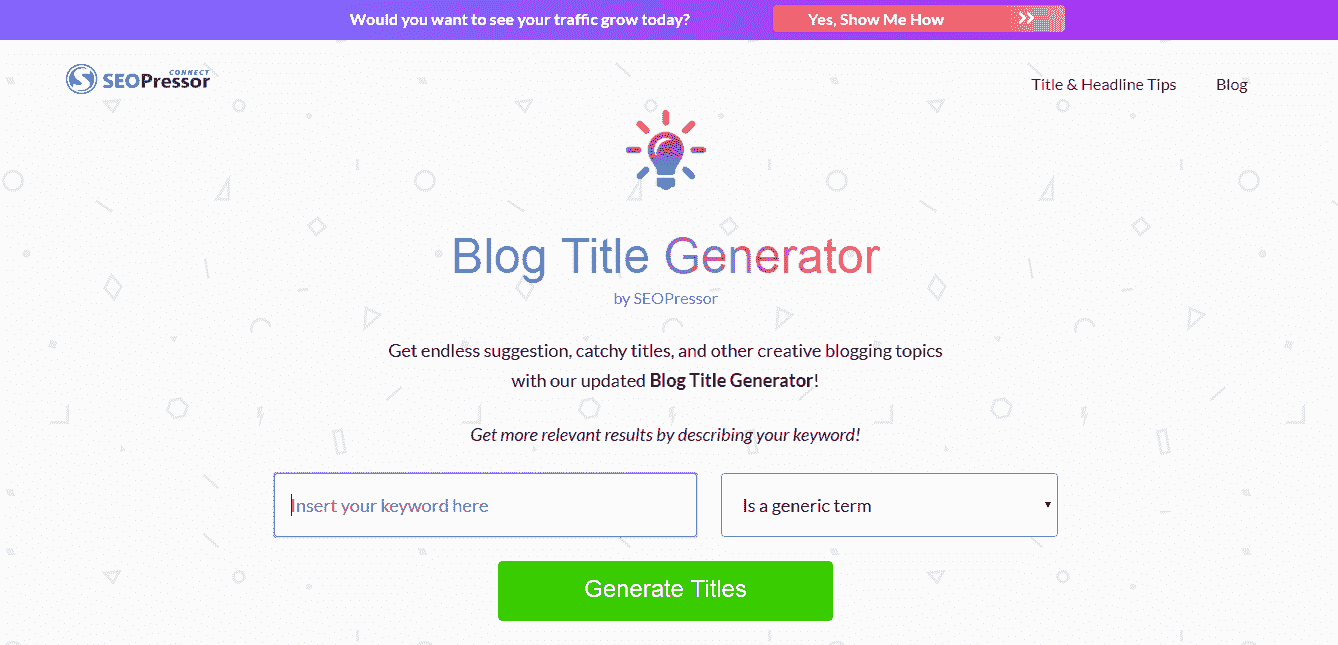 Would you want to see your traffic grow today?
Yes, Show Me How
CONNECT
SEOPressor
Title & Headline Tips
Blog
Blog Title Generator
by SEOPressor
Get endless suggestion, catchy titles, and other creative blogging topics
with our updated Blog Title Generator!
Get more relevant results by describing your keyword!
Insert your keyword here
Is a generic term
Generate Titles